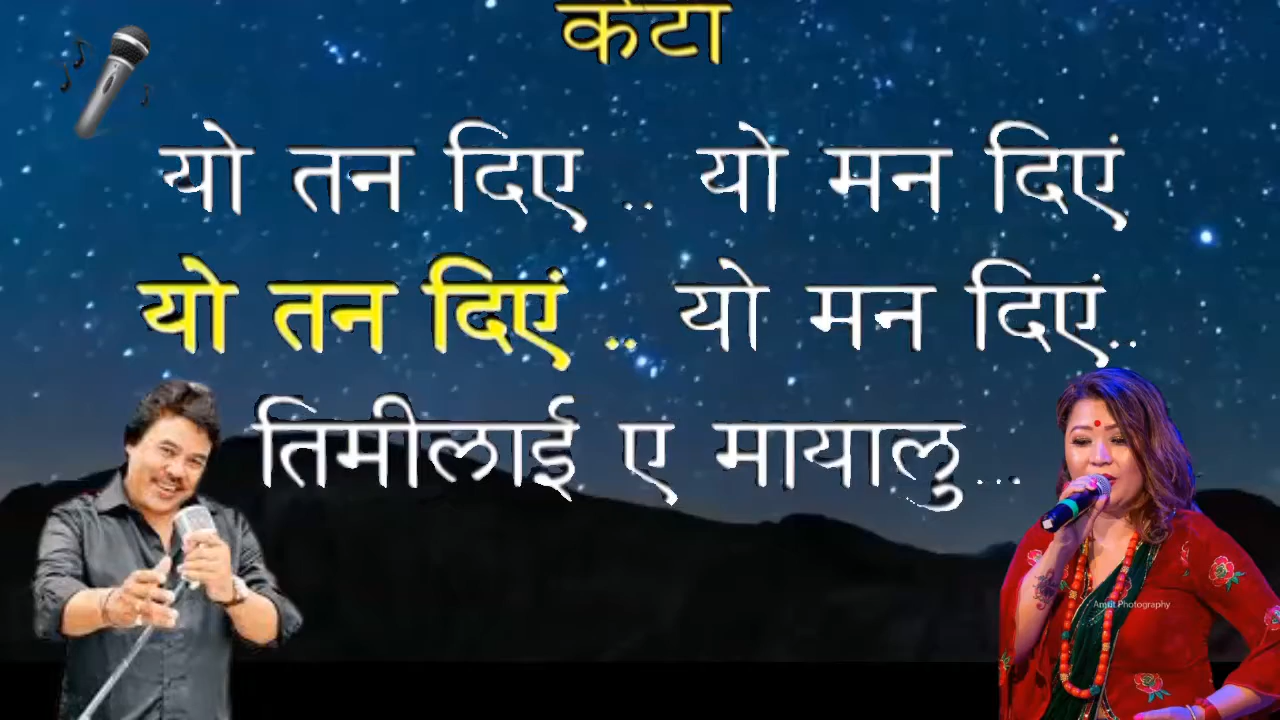 केटा
यो तन दिए .. यो मन दिएं
यो तन दिएं .. यो मन दिएं..
तिमीलाई ए मायालु...
Amrit Photography